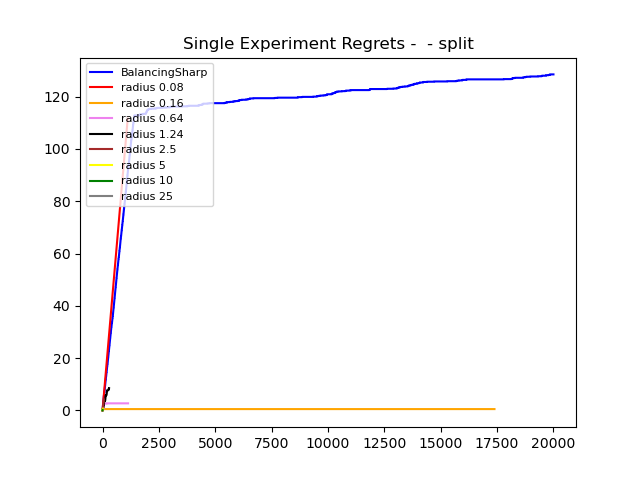 Single Experiment Regrets -  - split
BalancingSharp
radius 0.08
radius 0.16
radius 0.64
radius 1.24
radius 2.5
radius 5
radius 10
radius 25
120
100
80
60
40
20
0
0 2500 5000 7500 10000 12500 15000 17500 20000